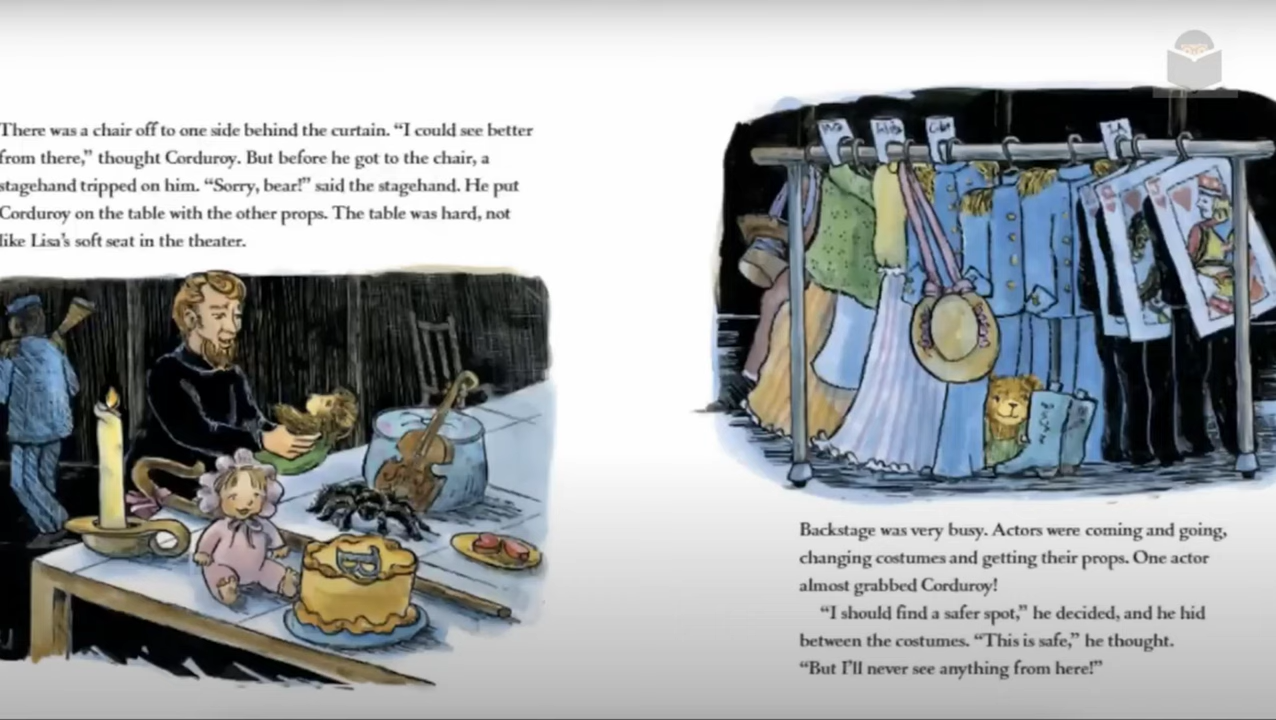 There was a chair off to one side behind the curtain. “I could see better
from there,” thought Corduroy. But before he got to the chair, a
stagehand tripped on him. “Sorry, bear!” said the stagehand. He put
Corduroy on the table with the other props. The table was hard, not
like Lisa’s soft seat in the theater.
B
Backstage was very busy. Actors were coming and going,
changing costumes and getting their props. One actor
almost grabbed Corduroy!
“I should find a safer spot,” he decided, and he hid
between the costumes. “This is safe,” he thought.
“But I’ll never see anything from here!”